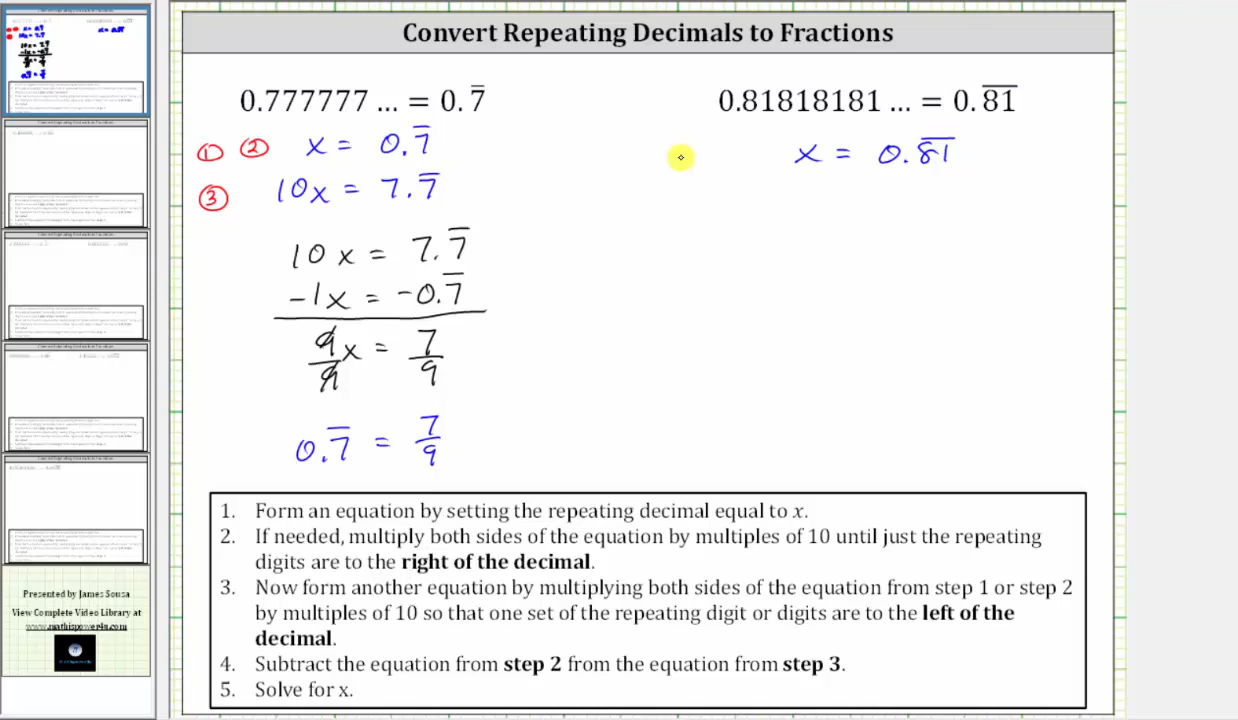 Convert Repeating Decimals to Fractions
0.777777 ... = 0.7̅
① ② x = 0.7̅
③ 10x = 7.7̅
10x = 7.7̅
-1x = -0.7̅
9/9 x = 7/9
0.7̅ = 7/9
0.81818181 ... = 0.8̅1̅
x = 0.8̅1̅
1. Form an equation by setting the repeating decimal equal to x.
2. If needed, multiply both sides of the equation by multiples of 10 until just the repeating
digits are to the right of the decimal.
3. Now form another equation by multiplying both sides of the equation from step 1 or step 2
by multiples of 10 so that one set of the repeating digit or digits are to the left of the
decimal.
4. Subtract the equation from step 2 from the equation from step 3.
5. Solve for x.
Presented by James Sousa
View Complete Video Library at
www.mathispower4u.com